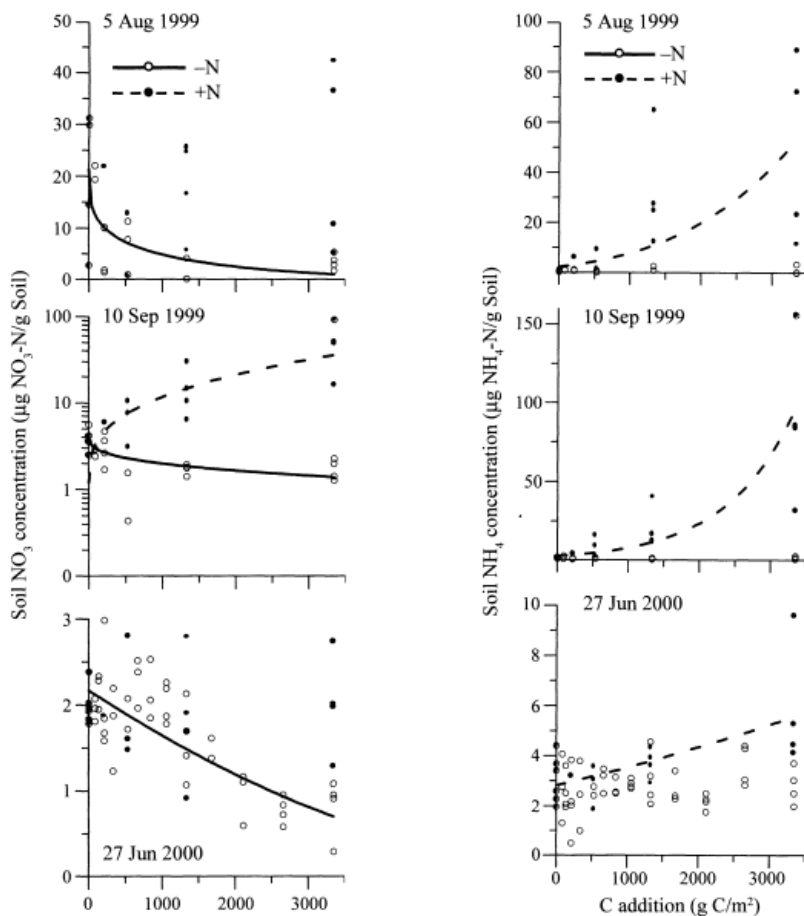 5 Aug 1999
–N
+N
50
40
30
20
10
0
10 Sep 1999
100
10
1
0
3
2
1
0
27 Jun 2000
0 1000 2000 3000
Soil NO3 concentration (µg NO3-N/g Soil)
5 Aug 1999
–N
+N
100
80
60
40
20
10 Sep 1999
150
100
50
27 Jun 2000
10
8
6
4
2
0
0 1000 2000 3000
C addition (g C/m²)
Soil NH4 concentration (µg NH4-N/g Soil)